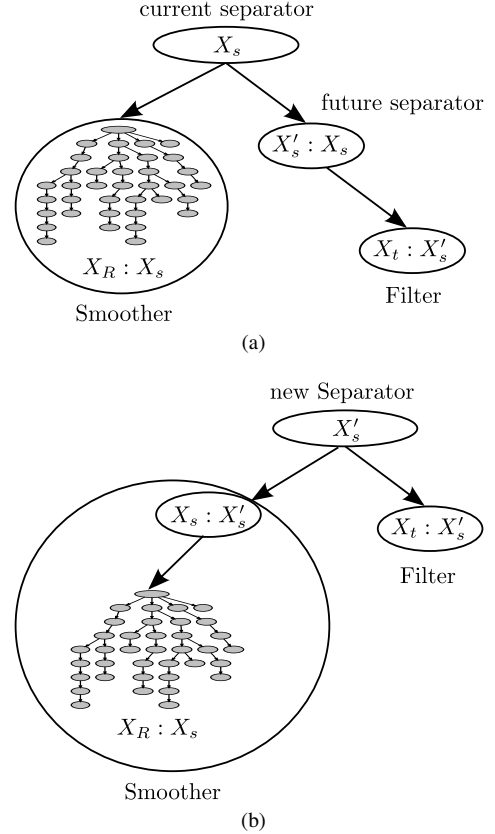 current separator
X_s
future separator
X'_s : X_s
X_R : X_s
X_t : X'_s
Smoother
Filter
(a)
new Separator
X'_s
X_s : X'_s
X_t : X'_s
Filter
X_R : X_s
Smoother
(b)